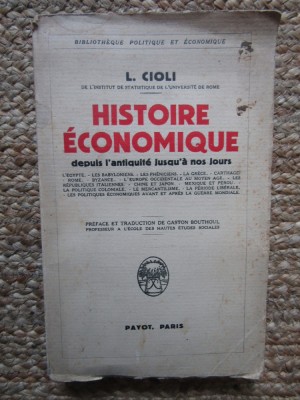 BIBLIOTHÈQUE POLITIQUE ET ÉCONOMIQUE
L. CIOLI
DE L'INSTITUT DE STATISTIQUE DE L'UNIVERSITÉ DE ROME
HISTOIRE
ÉCONOMIQUE
depuis l'antiquité jusqu'à nos jours
L'ÉGYPTE. - LES BABYLONIENS. - LES PHÉNICIENS. - LA GRÈCE. - CARTHAGE
ROME. - BYZANCE. - L'EUROPE OCCIDENTALE AU MOYEN AGE. - LES
RÉPUBLIQUES ITALIENNES. - CHINE ET JAPON. - MEXIQUE ET PÉROU. -
LA POLITIQUE COLONIALE. - LE MERCANTILISME. - LA PÉRIODE LIBÉRALE.
LES POLITIQUES ÉCONOMIQUES AVANT ET APRÈS LA GUERRE MONDIALE
PRÉFACE ET TRADUCTION DE GASTON BOUTHOUL
PROFESSEUR A L'ÉCOLE DES HAUTES ÉTUDES SOCIALES
PAYOT, PARIS